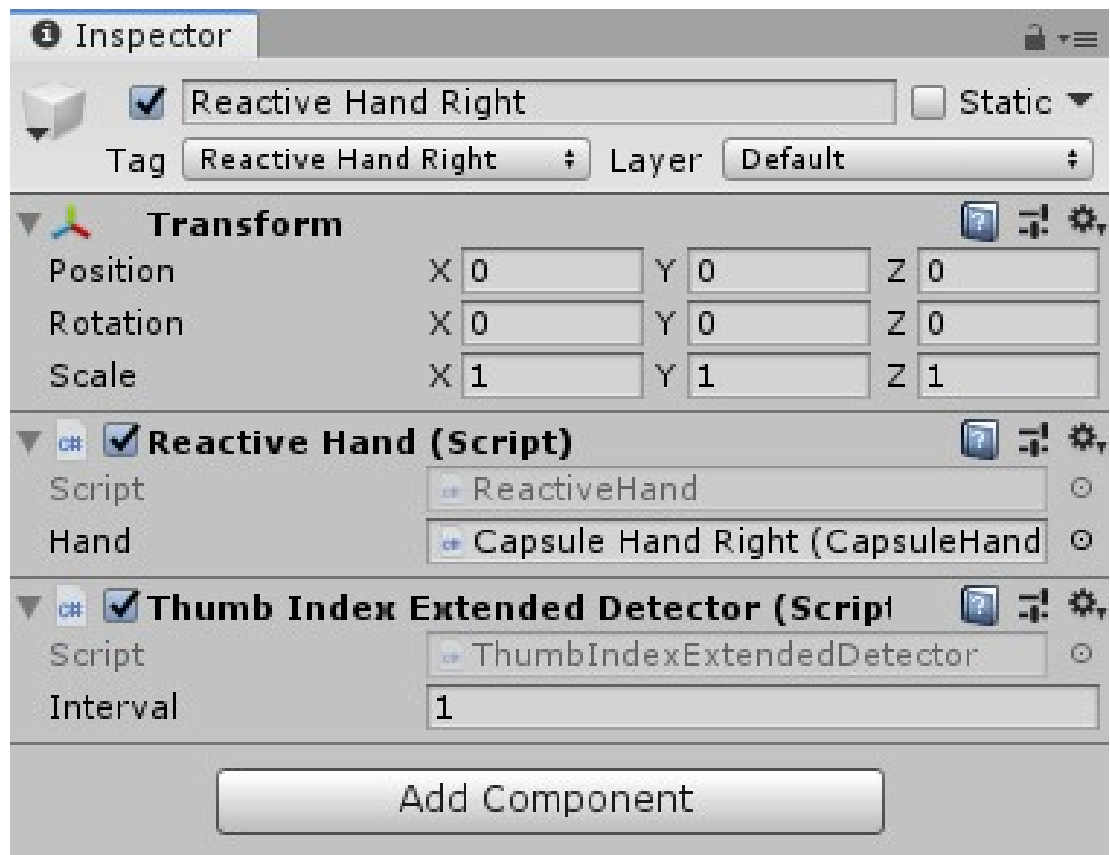 Inspector
Reactive Hand Right Static
Tag Reactive Hand Right Layer Default
Transform
Position X 0 Y 0 Z 0
Rotation X 0 Y 0 Z 0
Scale X 1 Y 1 Z 1
C# Reactive Hand (Script)
Script C# ReactiveHand
Hand C# Capsule Hand Right (CapsuleHand
C# Thumb Index Extended Detector (Script
Script C# ThumbIndexExtendedDetector
Interval 1
Add Component